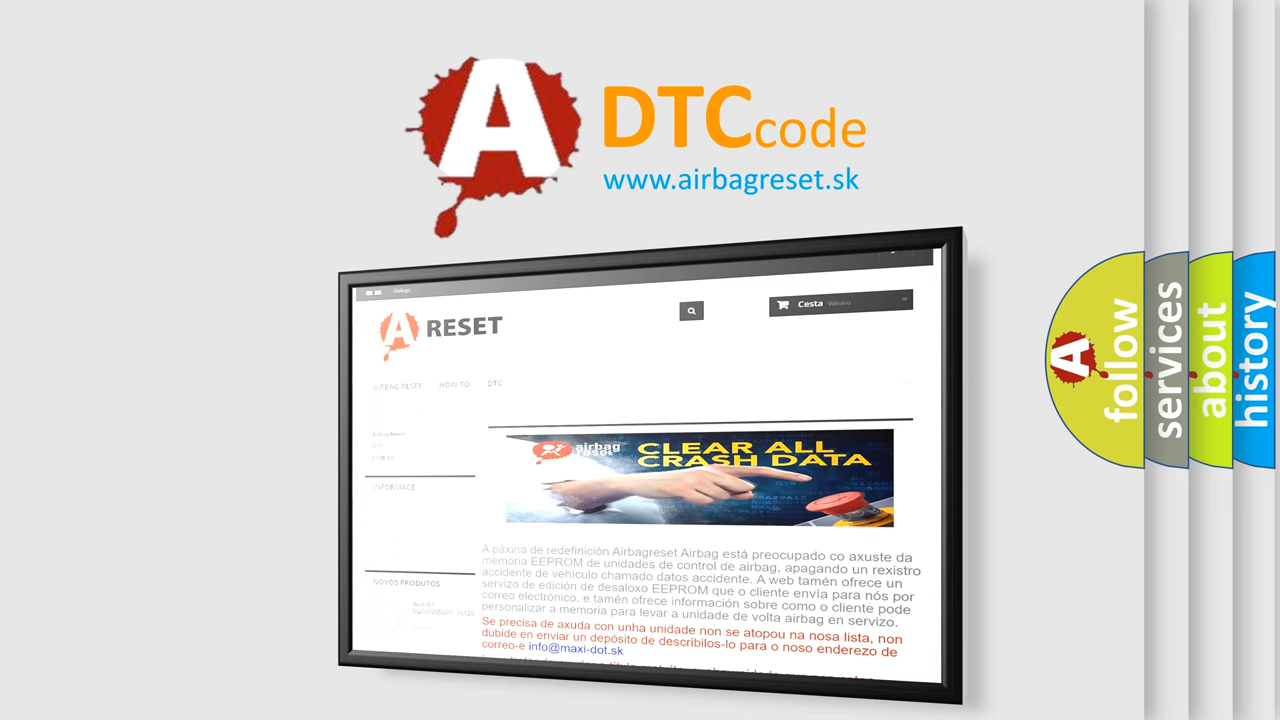 A DTCcode
www.airbagreset.sk
Galego
A RESET
Cesta Valeiro
AIRBAG RESET HOW TO DTC
INFORMACE
airbag
reset
CLEAR ALL
CRASH DATA
A páxina de redefinición Airbagreset Airbag está preocupado co axuste da
memoria EEPROM de unidades de control de airbag, apagando un rexistro
accidente de vehículo chamado datos accidente. A web tamén ofrece un
servizo de edición de desaloxo EEPROM que o cliente envía para nós por
correo electrónico, e tamén ofrece información sobre como o cliente pode
personalizar a memoria para levar a unidade de volta airbag en servizo.
Se precisa de axuda con unha unidade non se atopou na nosa lista, non
dubide en enviar un depósito de describilos-lo para o noso enderezo de
correo-e info@maxi-dot.sk
NOVOS PRODUTOS
A follow
services
about
history